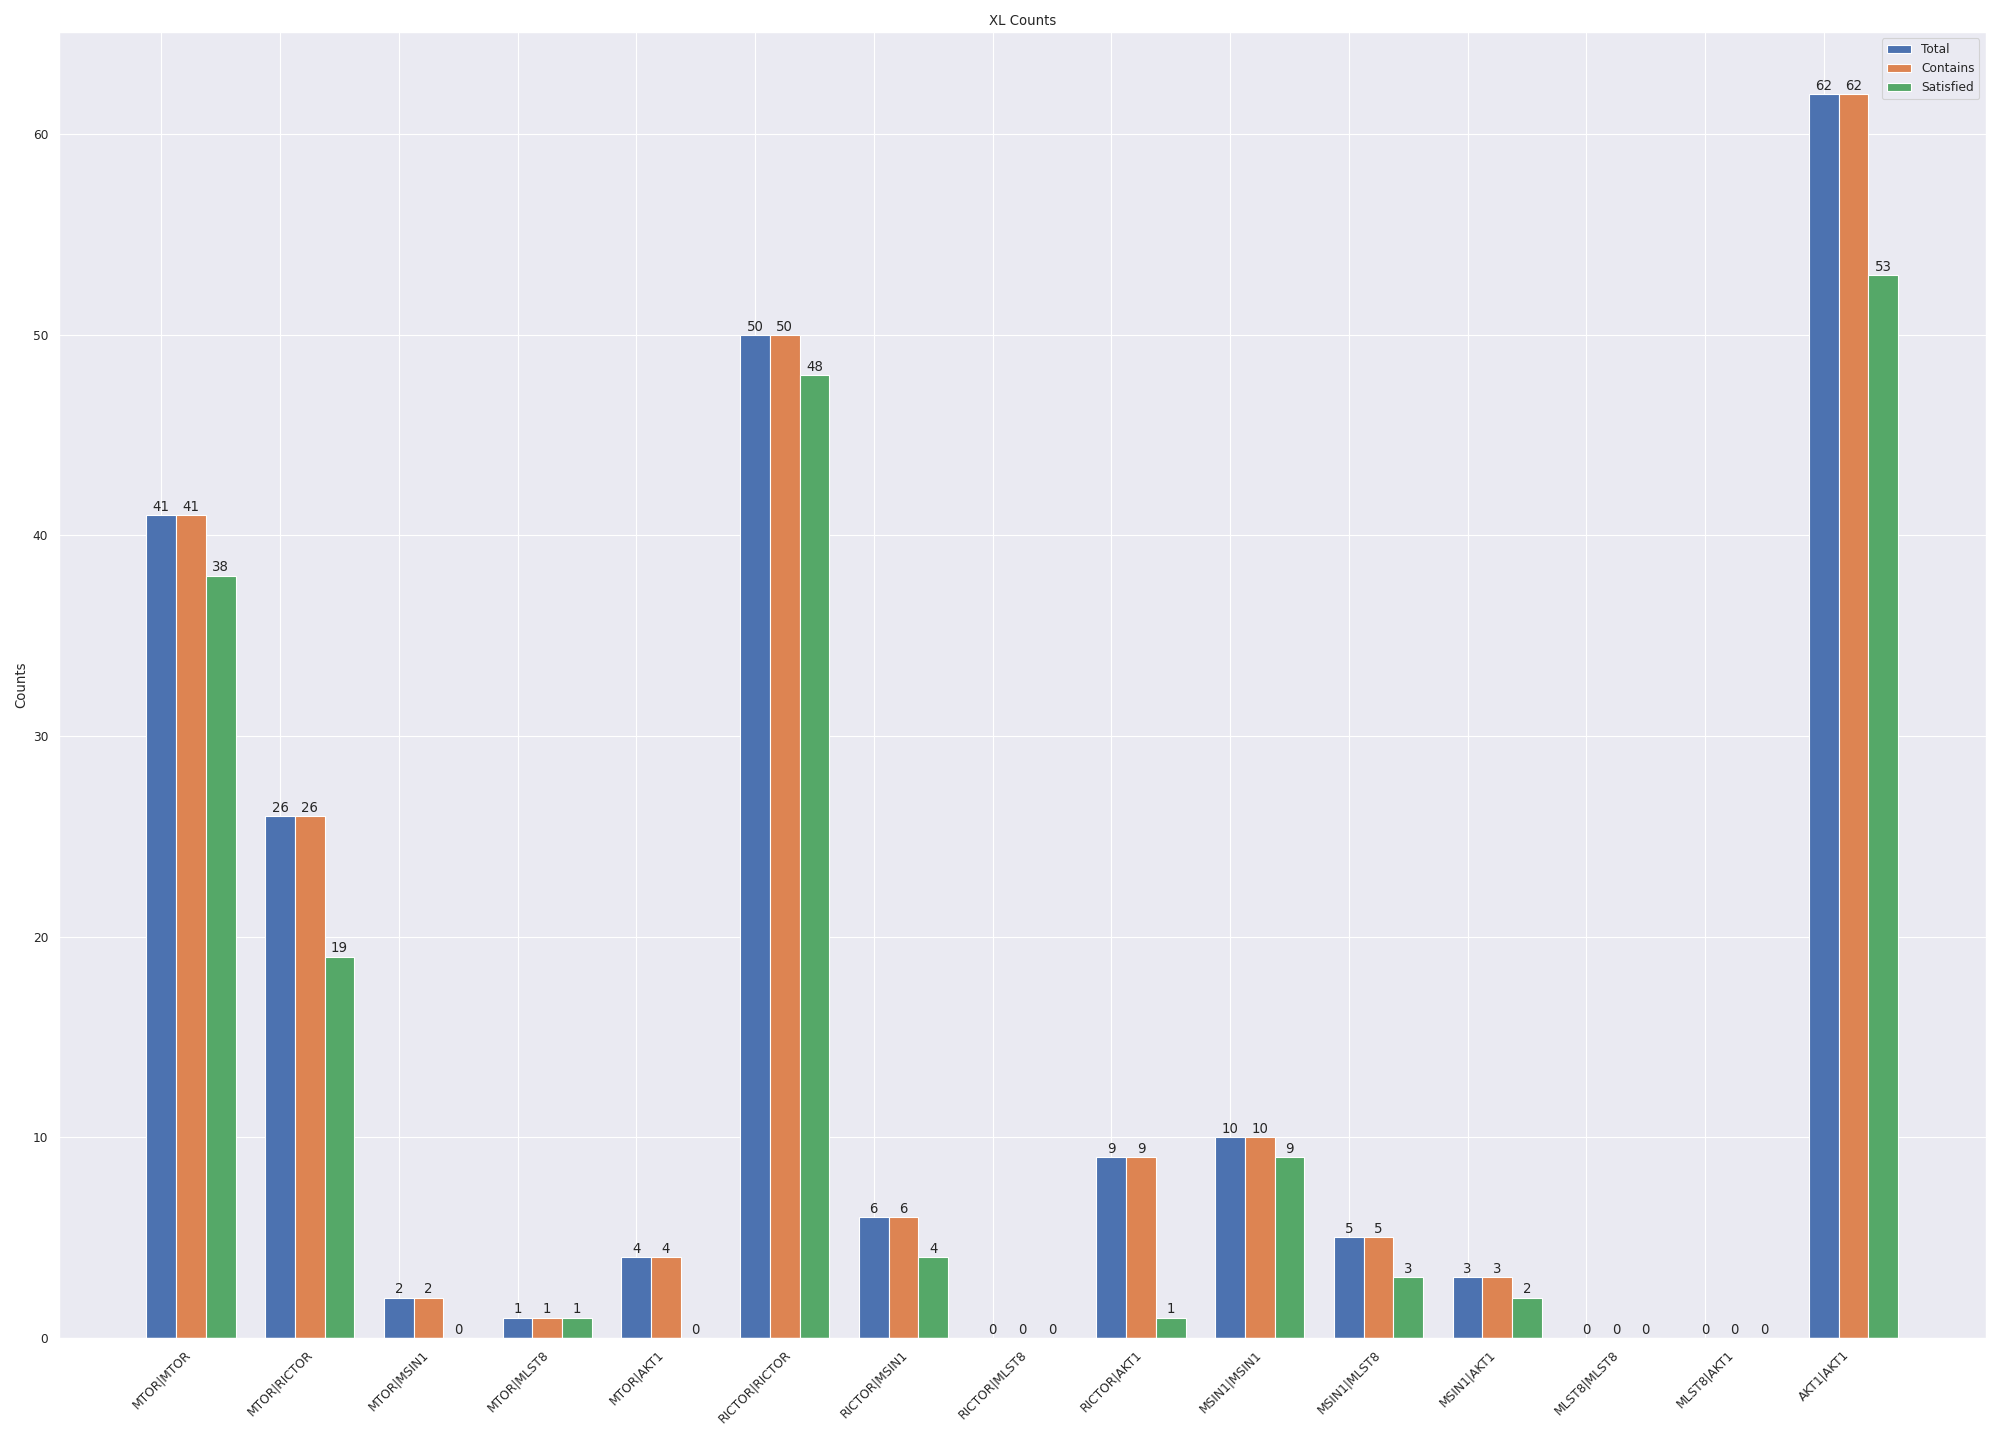 XL Counts
Total
Contains
Satisfied
Counts
60
50
40
30
20
10
0
41 41 38
26 26 19
2 2 0
1 1 1
4 4 0
50 50 48
6 6 4
0 0 0
9 9 1
10 10 9
5 5 3
3 3 2
0 0 0
0 0 0
62 62 53
MTOR|MTOR
MTOR|RICTOR
MTOR|MSIN1
MTOR|MLST8
MTOR|AKT1
RICTOR|RICTOR
RICTOR|MSIN1
RICTOR|MLST8
RICTOR|AKT1
MSIN1|MSIN1
MSIN1|MLST8
MSIN1|AKT1
MLST8|MLST8
MLST8|AKT1
AKT1|AKT1